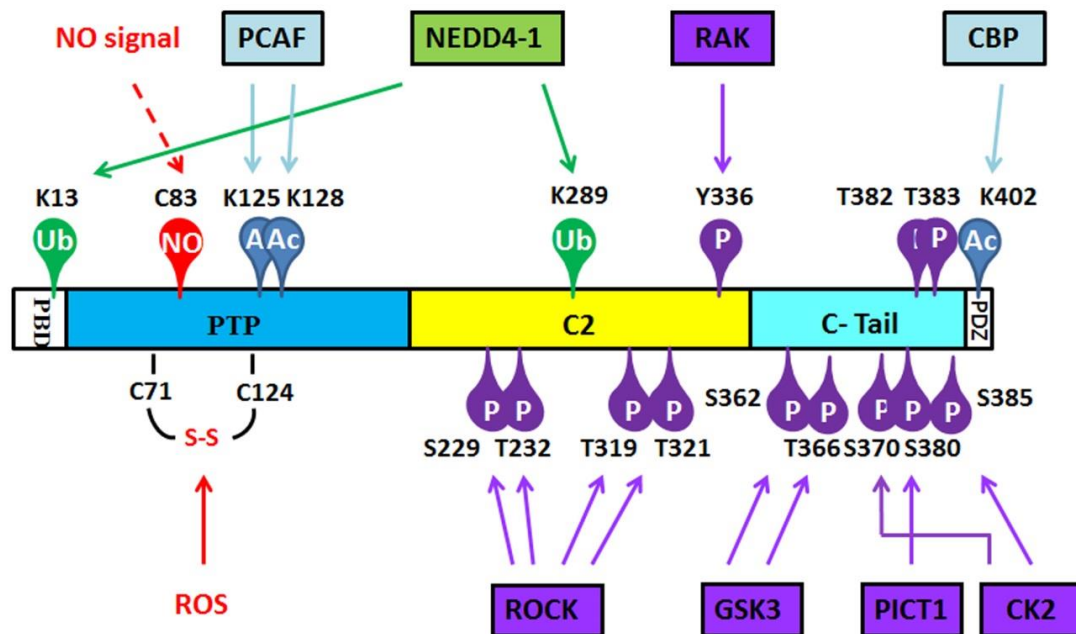 NO signal PCAF NEDD4-1 RAK CBP
K13 C83 K125 K128 K289 Y336 T382 T383 K402
Ub NO A Ac Ub P P Ac
PBD PTP C2 C- Tail PDZ
C71 C124 P P P P S362 P P P P P S385
S-S S229 T232 T319 T321 T366 S370 S380
ROS ROCK GSK3 PICT1 CK2